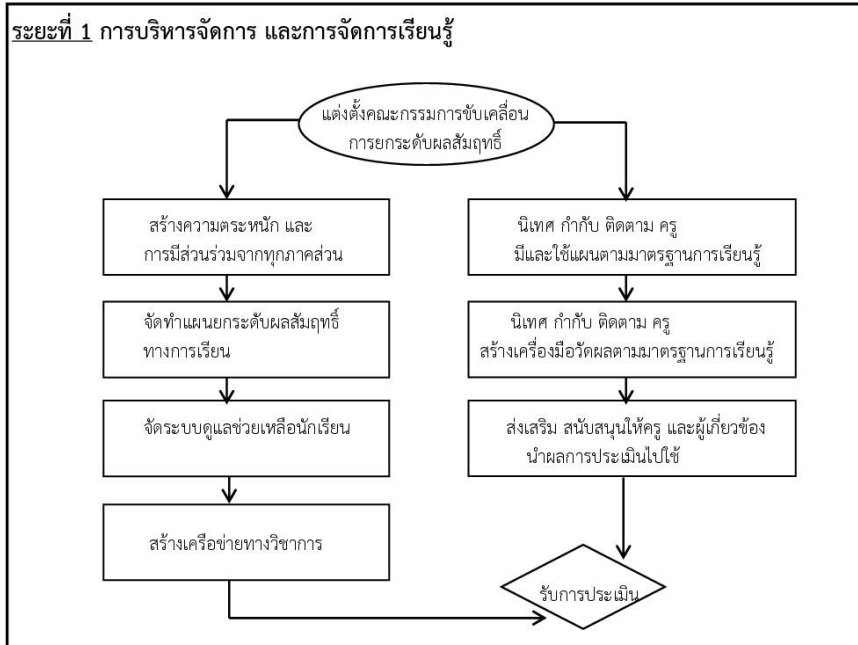 ระยะที่ 1 การบริหารจัดการ และการจัดการเรียนรู้
แต่งตั้งคณะกรรมการขับเคลื่อน
การยกระดับผลสัมฤทธิ์
สร้างความตระหนัก และ
การมีส่วนร่วมจากทุกภาคส่วน
จัดทำแผนยกระดับผลสัมฤทธิ์
ทางการเรียน
จัดระบบดูแลช่วยเหลือนักเรียน
สร้างเครือข่ายทางวิชาการ
นิเทศ กำกับ ติดตาม ครู
มีและใช้แผนตามมาตรฐานการเรียนรู้
นิเทศ กำกับ ติดตาม ครู
สร้างเครื่องมือวัดผลตามมาตรฐานการเรียนรู้
ส่งเสริม สนับสนุนให้ครู และผู้เกี่ยวข้อง
นำผลการประเมินไปใช้
รับการประเมิน